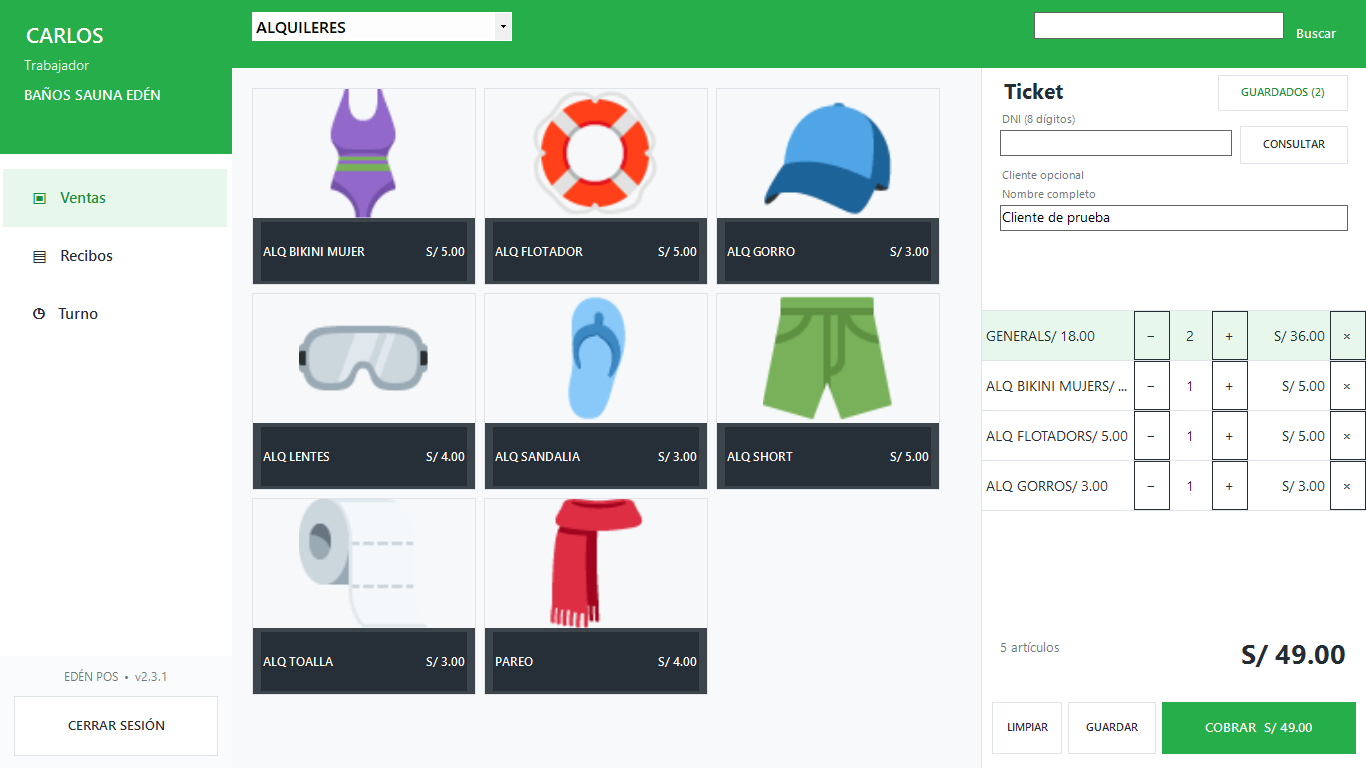 CARLOS
Trabajador
BAÑOS SAUNA EDÉN
Ventas
Recibos
Turno
EDÉN POS • v2.3.1
CERRAR SESIÓN
ALQUILERES
Buscar
ALQ BIKINI MUJER S/ 5.00
ALQ FLOTADOR S/ 5.00
ALQ GORRO S/ 3.00
ALQ LENTES S/ 4.00
ALQ SANDALIA S/ 3.00
ALQ SHORT S/ 5.00
ALQ TOALLA S/ 3.00
PAREO S/ 4.00
Ticket
GUARDADOS (2)
DNI (8 dígitos)
CONSULTAR
Cliente opcional
Nombre completo
Cliente de prueba
GENERALS/ 18.00 − 2 + S/ 36.00 ×
ALQ BIKINI MUJERS/ ... − 1 + S/ 5.00 ×
ALQ FLOTADORS/ 5.00 − 1 + S/ 5.00 ×
ALQ GORROS/ 3.00 − 1 + S/ 3.00 ×
5 artículos
S/ 49.00
LIMPIAR
GUARDAR
COBRAR S/ 49.00